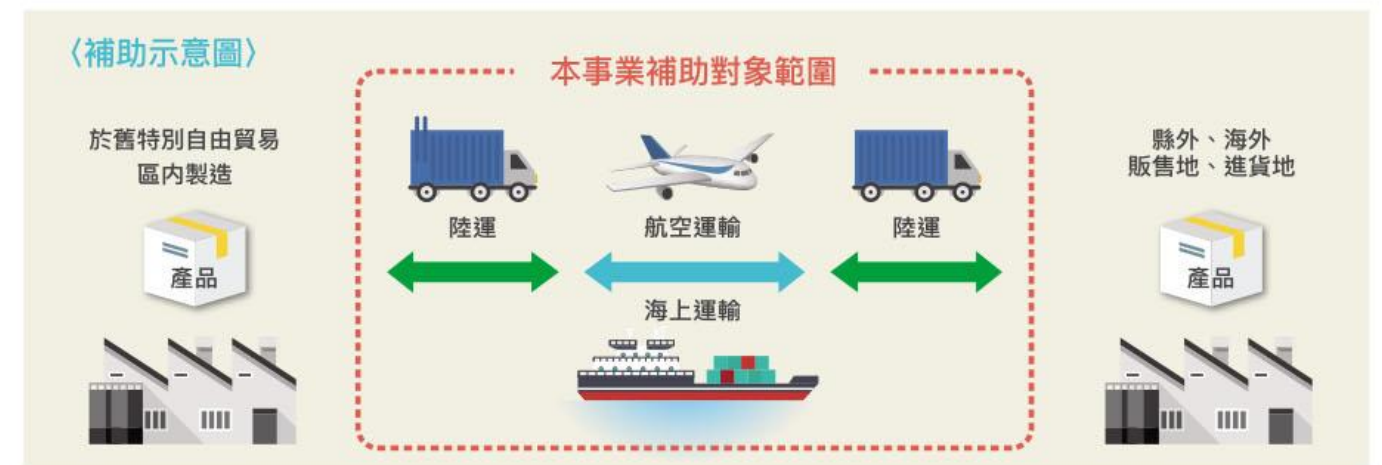 〈補助示意圖〉
本事業補助對象範圍
於舊特別自由貿易
區内製造
產品
陸運
航空運輸
陸運
海上運輸
縣外、海外
販售地、進貨地
產品